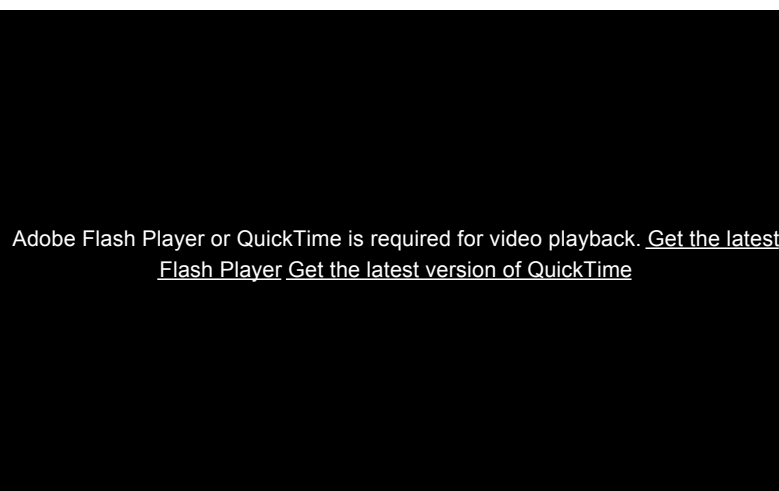 Adobe Flash Player or QuickTime is required for video playback. Get the latest
Flash Player Get the latest version of QuickTime